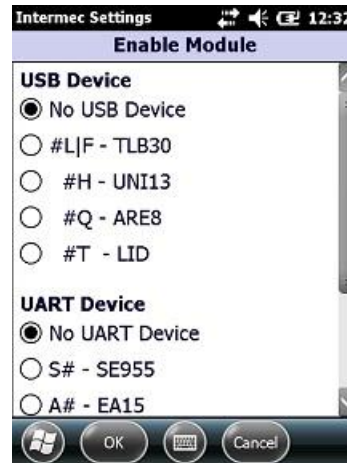 Intermec Settings 12:32
Enable Module
USB Device
No USB Device
#L|F - TLB30
#H - UNI13
#Q - ARE8
#T - LID
UART Device
No UART Device
S# - SE955
A# - EA15
OK Cancel